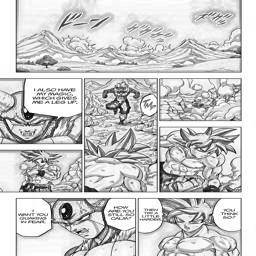 YOU
THINK
SO?
THEN
TRY A
LITTLE
HARDER.
HOW
ARE YOU
STILL SO
CALM?
I
WANT YOU
QUAKING
IN FEAR.
I ALSO HAVE
MY MAGIC,
WHICH GIVES
ME A LEG UP.